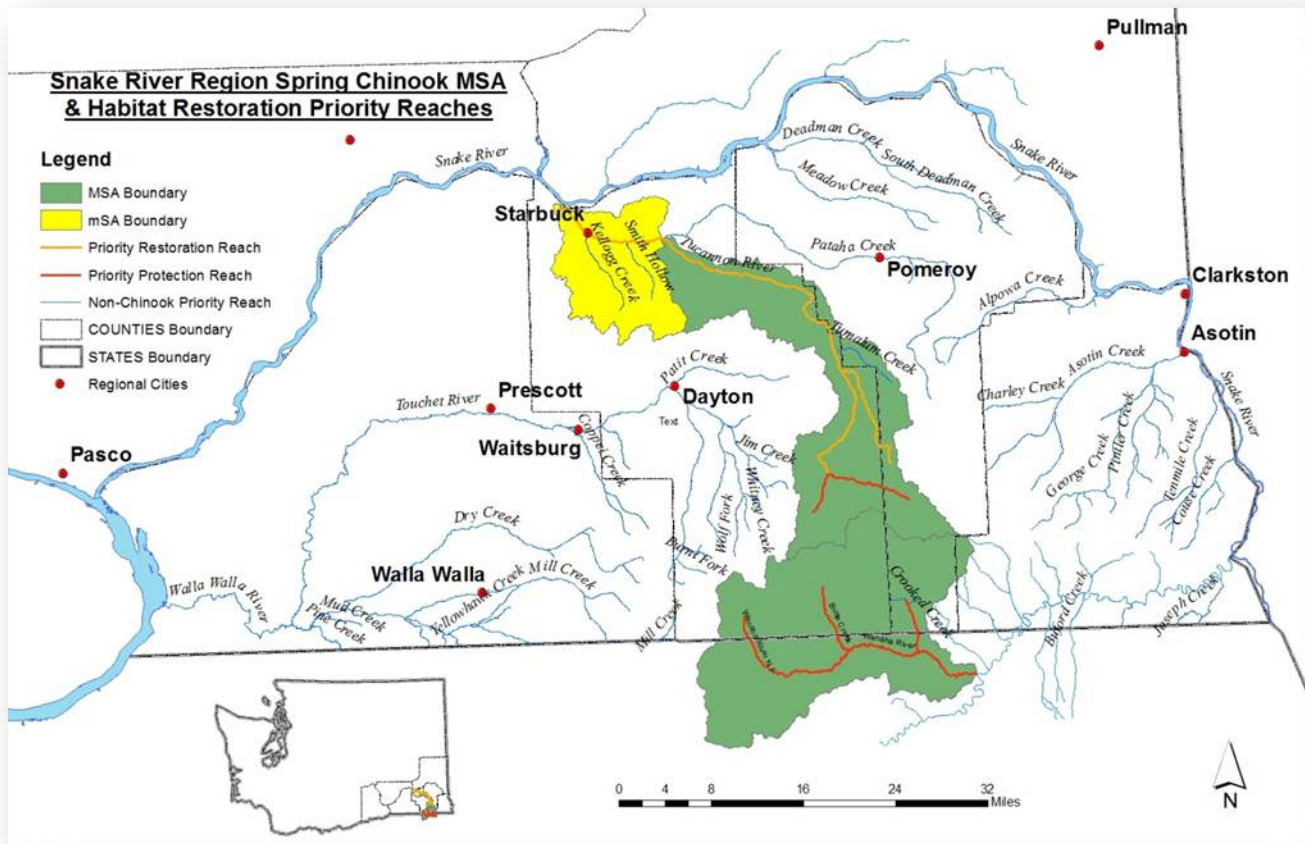 Pullman
Snake River Region Spring Chinook MSA
& Habitat Restoration Priority Reaches
Legend
MSA Boundary
mSA Boundary
Priority Restoration Reach
Priority Protection Reach
Non-Chinook Priority Reach
COUNTIES Boundary
STATES Boundary
Regional Cities
Snake River
Deadman Creek
South Deadman Creek
Meadow Creek
Snake River
Starbuck
Kellogg Creek
Smith Hollow
Tucannon River
Pataha Creek
Pomeroy
Alpowa Creek
Clarkston
Asotin
Tumalum Creek
Patit Creek
Dayton
Text
Charley Creek
Asotin Creek
Snake River
Prescott
Touchet River
Waitsburg
Coppei Creek
Jim Creek
Whitney Creek
Wolf Fork
George Creek
Pintler Creek
Tenmile Creek
Couse Creek
Pasco
Dry Creek
Burnt Fork
Walla Walla
Mill Creek
Yellowhawk Creek
Walla Walla River
Mud Creek
Pine Creek
Mill Creek
Crooked Creek
Butte Creek
Wenaha River
Buford Creek
Joseph Creek
0 4 8 16 24 32
Miles
N